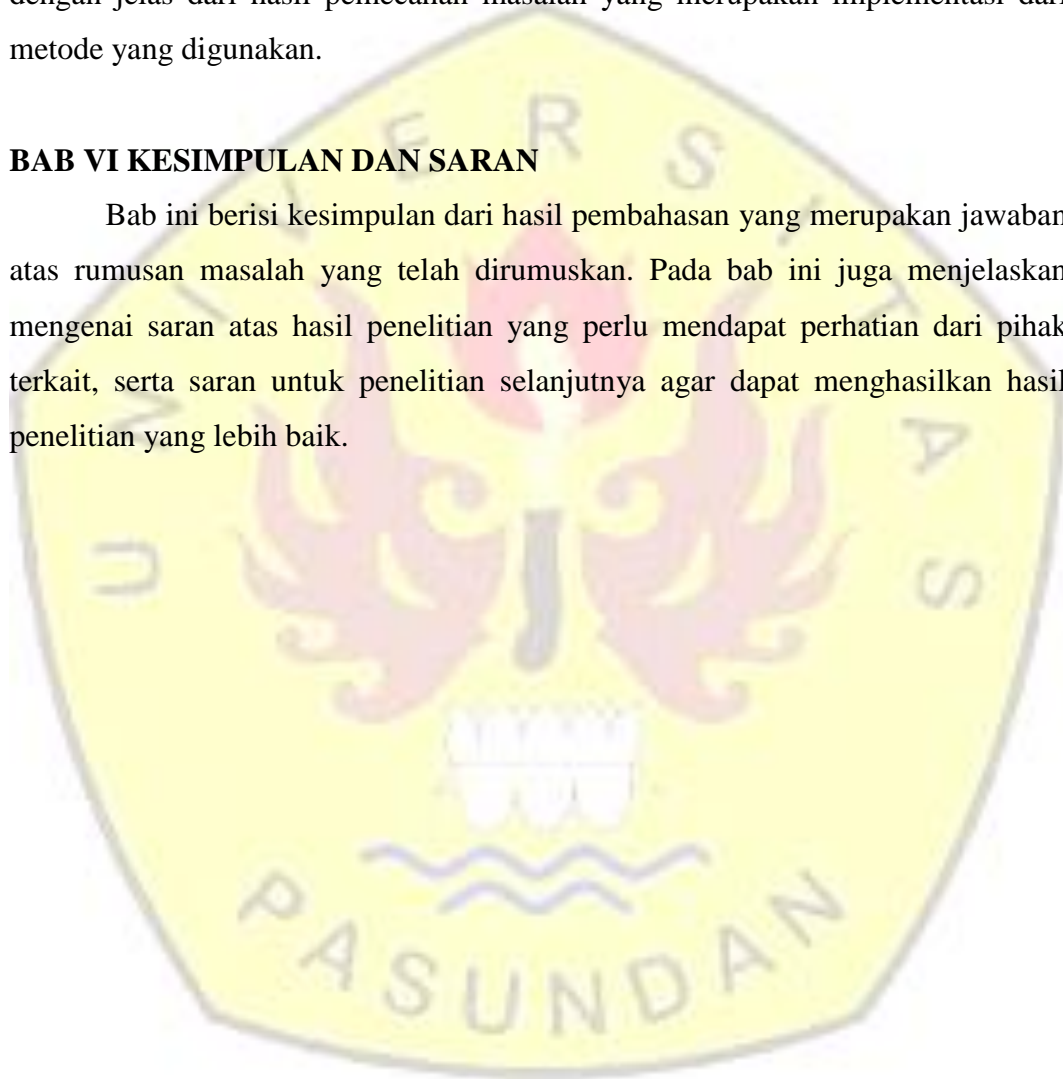 dengan jelas dari hasil pemecahan masalah yang merupakan implementasi dari
metode yang digunakan.
BAB VI KESIMPULAN DAN SARAN
Bab ini berisi kesimpulan dari hasil pembahasan yang merupakan jawaban
atas rumusan masalah yang telah dirumuskan. Pada bab ini juga menjelaskan
mengenai saran atas hasil penelitian yang perlu mendapat perhatian dari pihak
terkait, serta saran untuk penelitian selanjutnya agar dapat menghasilkan hasil
penelitian yang lebih baik.
UNIVERSITAS
PASUNDAN